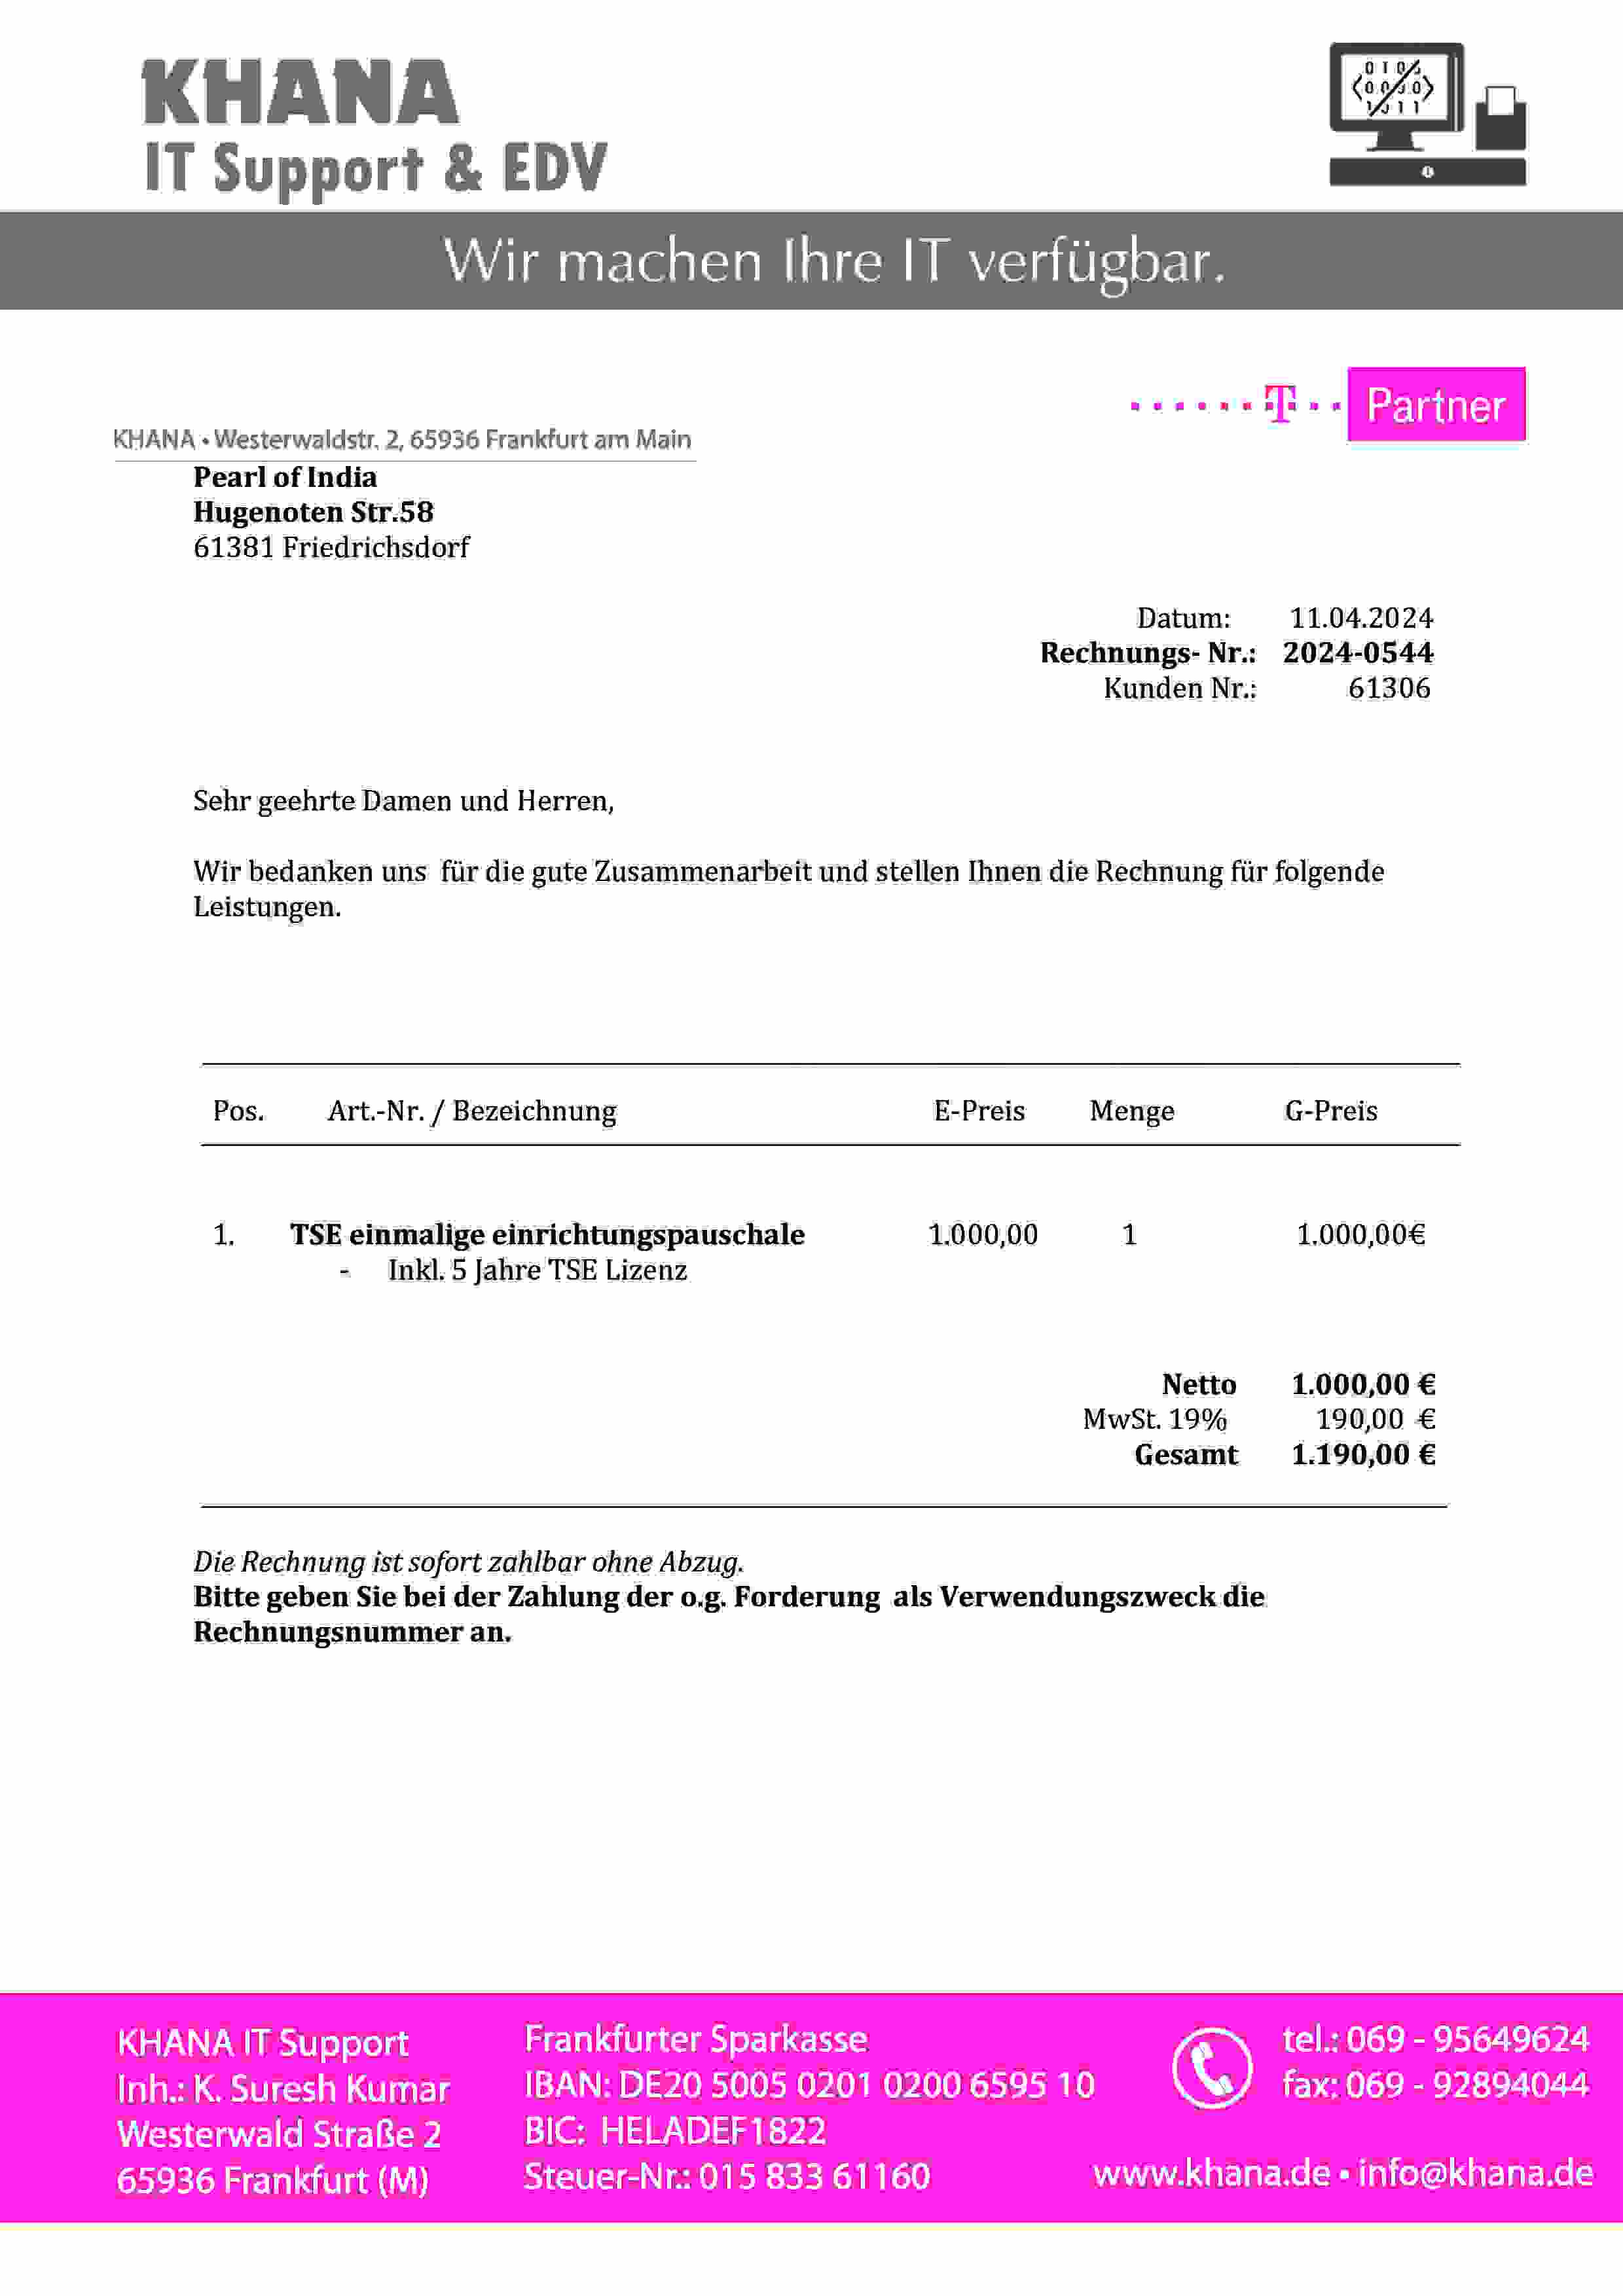 KHANA
IT Support & EDV
Wir machen Ihre IT verfügbar.
T Partner
KHANA • Westerwaldstr. 2, 65936 Frankfurt am Main
Pearl of India
Hugenoten Str.58
61381 Friedrichsdorf
Datum: 11.04.2024
Rechnungs- Nr.: 2024-0544
Kunden Nr.: 61306
Sehr geehrte Damen und Herren,
Wir bedanken uns für die gute Zusammenarbeit und stellen Ihnen die Rechnung für folgende
Leistungen.
Pos. Art.-Nr. / Bezeichnung E-Preis Menge G-Preis
1. TSE einmalige einrichtungspauschale 1.000,00 1 1.000,00€
- Inkl. 5 Jahre TSE Lizenz
Netto 1.000,00 €
MwSt. 19% 190,00 €
Gesamt 1.190,00 €
Die Rechnung ist sofort zahlbar ohne Abzug.
Bitte geben Sie bei der Zahlung der o.g. Forderung als Verwendungszweck die
Rechnungsnummer an.
KHANA IT Support
Inh.: K. Suresh Kumar
Westerwald Straße 2
65936 Frankfurt (M)
Frankfurter Sparkasse
IBAN: DE20 5005 0201 0200 6595 10
BIC: HELADEF1822
Steuer-Nr.: 015 833 61160
tel.: 069 - 95649624
fax: 069 - 92894044
www.khana.de • info@khana.de